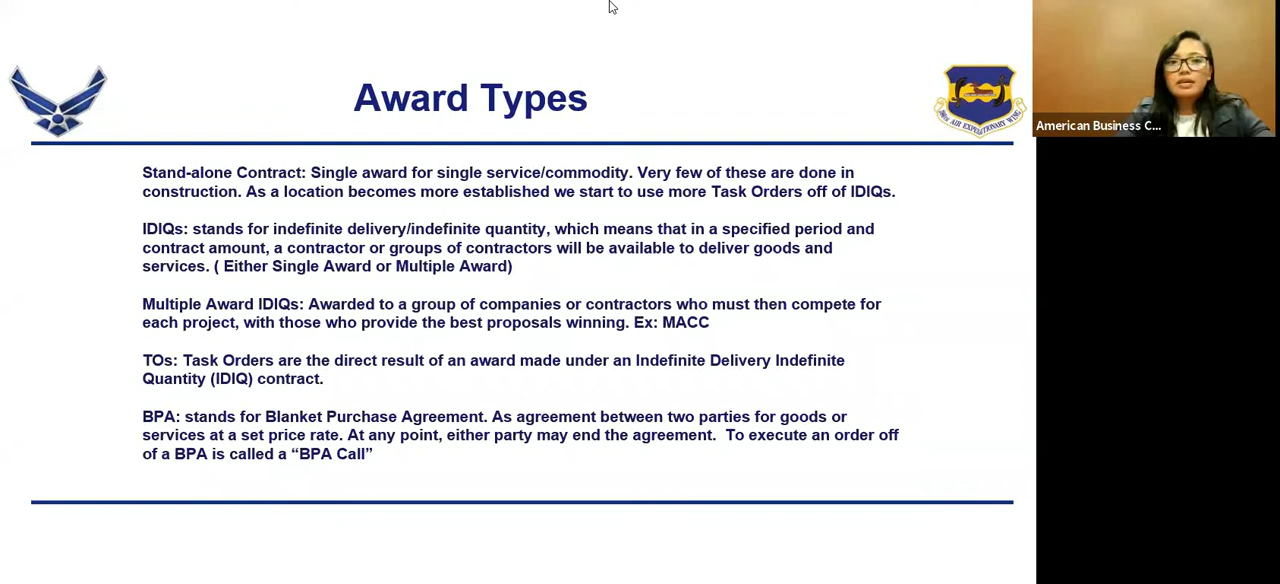 Award Types
Stand-alone Contract: Single award for single service/commodity. Very few of these are done in
construction. As a location becomes more established we start to use more Task Orders off of IDIQs.
IDIQs: stands for indefinite delivery/indefinite quantity, which means that in a specified period and
contract amount, a contractor or groups of contractors will be available to deliver goods and
services. ( Either Single Award or Multiple Award)
Multiple Award IDIQs: Awarded to a group of companies or contractors who must then compete for
each project, with those who provide the best proposals winning. Ex: MACC
TOs: Task Orders are the direct result of an award made under an Indefinite Delivery Indefinite
Quantity (IDIQ) contract.
BPA: stands for Blanket Purchase Agreement. As agreement between two parties for goods or
services at a set price rate. At any point, either party may end the agreement.  To execute an order off
of a BPA is called a “BPA Call”
AIR EXPEDITIONARY WING
American Business C...